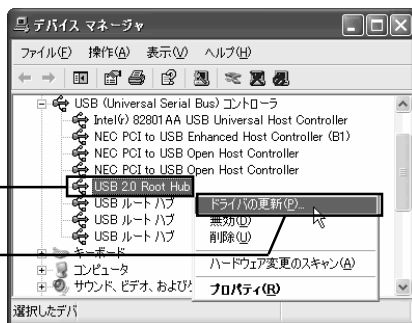 デバイス マネージャ
ファイル(F) 操作(A) 表示(V) ヘルプ(H)
USB (Universal Serial Bus) コントローラ
Intel(r) 82801AA USB Universal Host Controller
NEC PCI to USB Enhanced Host Controller (B1)
NEC PCI to USB Open Host Controller
NEC PCI to USB Open Host Controller
USB 2.0 Root Hub
USB ルート ハブ
USB ルート ハブ
USB ルート ハブ
キーボード
コンピュータ
サウンド、ビデオ、および
ドライバの更新(P)...
無効(D)
削除(U)
ハードウェア変更のスキャン(A)
プロパティ(R)
選択したデバ